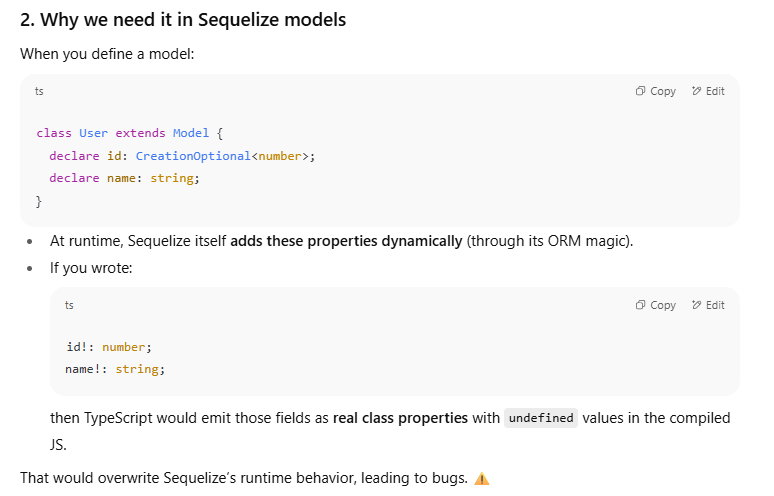 2. Why we need it in Sequelize models
When you define a model:
ts
Copy
Edit
class User extends Model {
declare id: CreationOptional<number>;
declare name: string;
}
• At runtime, Sequelize itself adds these properties dynamically (through its ORM magic).
• If you wrote:
ts
Copy
Edit
id!: number;
name!: string;
then TypeScript would emit those fields as real class properties with undefined values in the compiled
JS.
That would overwrite Sequelize's runtime behavior, leading to bugs. ⚠️